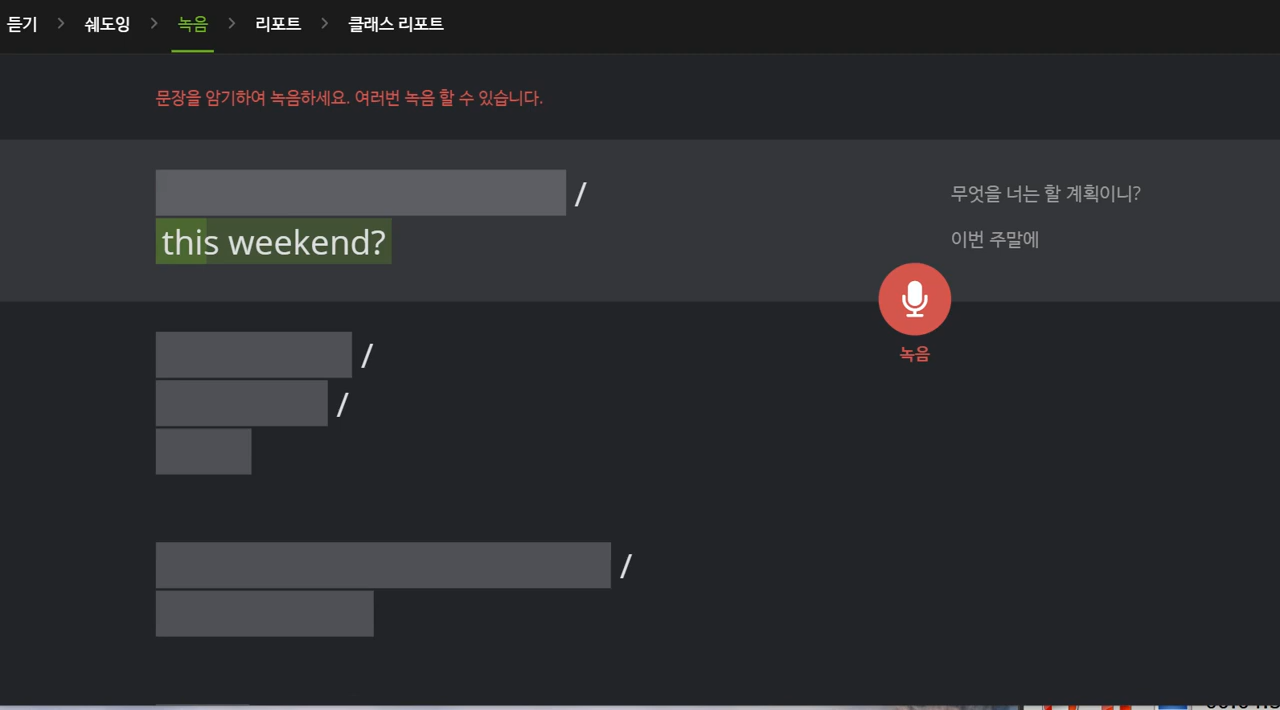 듣기 > 쉐도잉 > 녹음 > 리포트 > 클래스 리포트
문장을 암기하여 녹음하세요. 여러번 녹음 할 수 있습니다.
/
무엇을 너는 할 계획이니?
this weekend?
이번 주말에
녹음
/
/
/